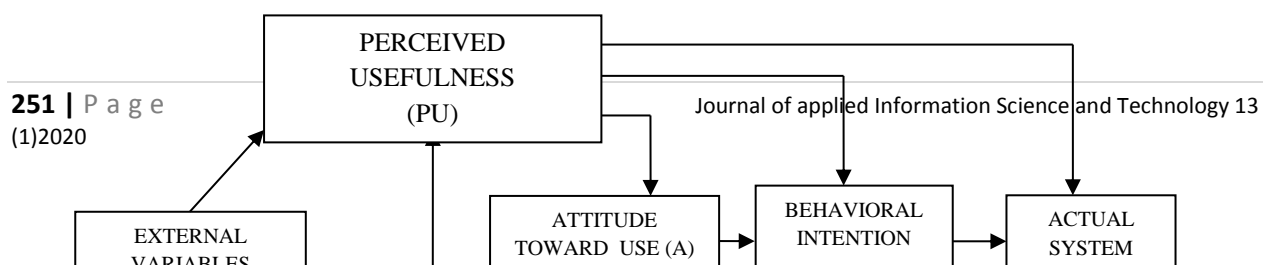 PERCEIVED
USEFULNESS
(PU)
251 | P a g e
Journal of applied Information Science and Technology 13
(1)2020
EXTERNAL
VARIABLES
ATTITUDE
TOWARD USE (A)
BEHAVIORAL
INTENTION
ACTUAL
SYSTEM